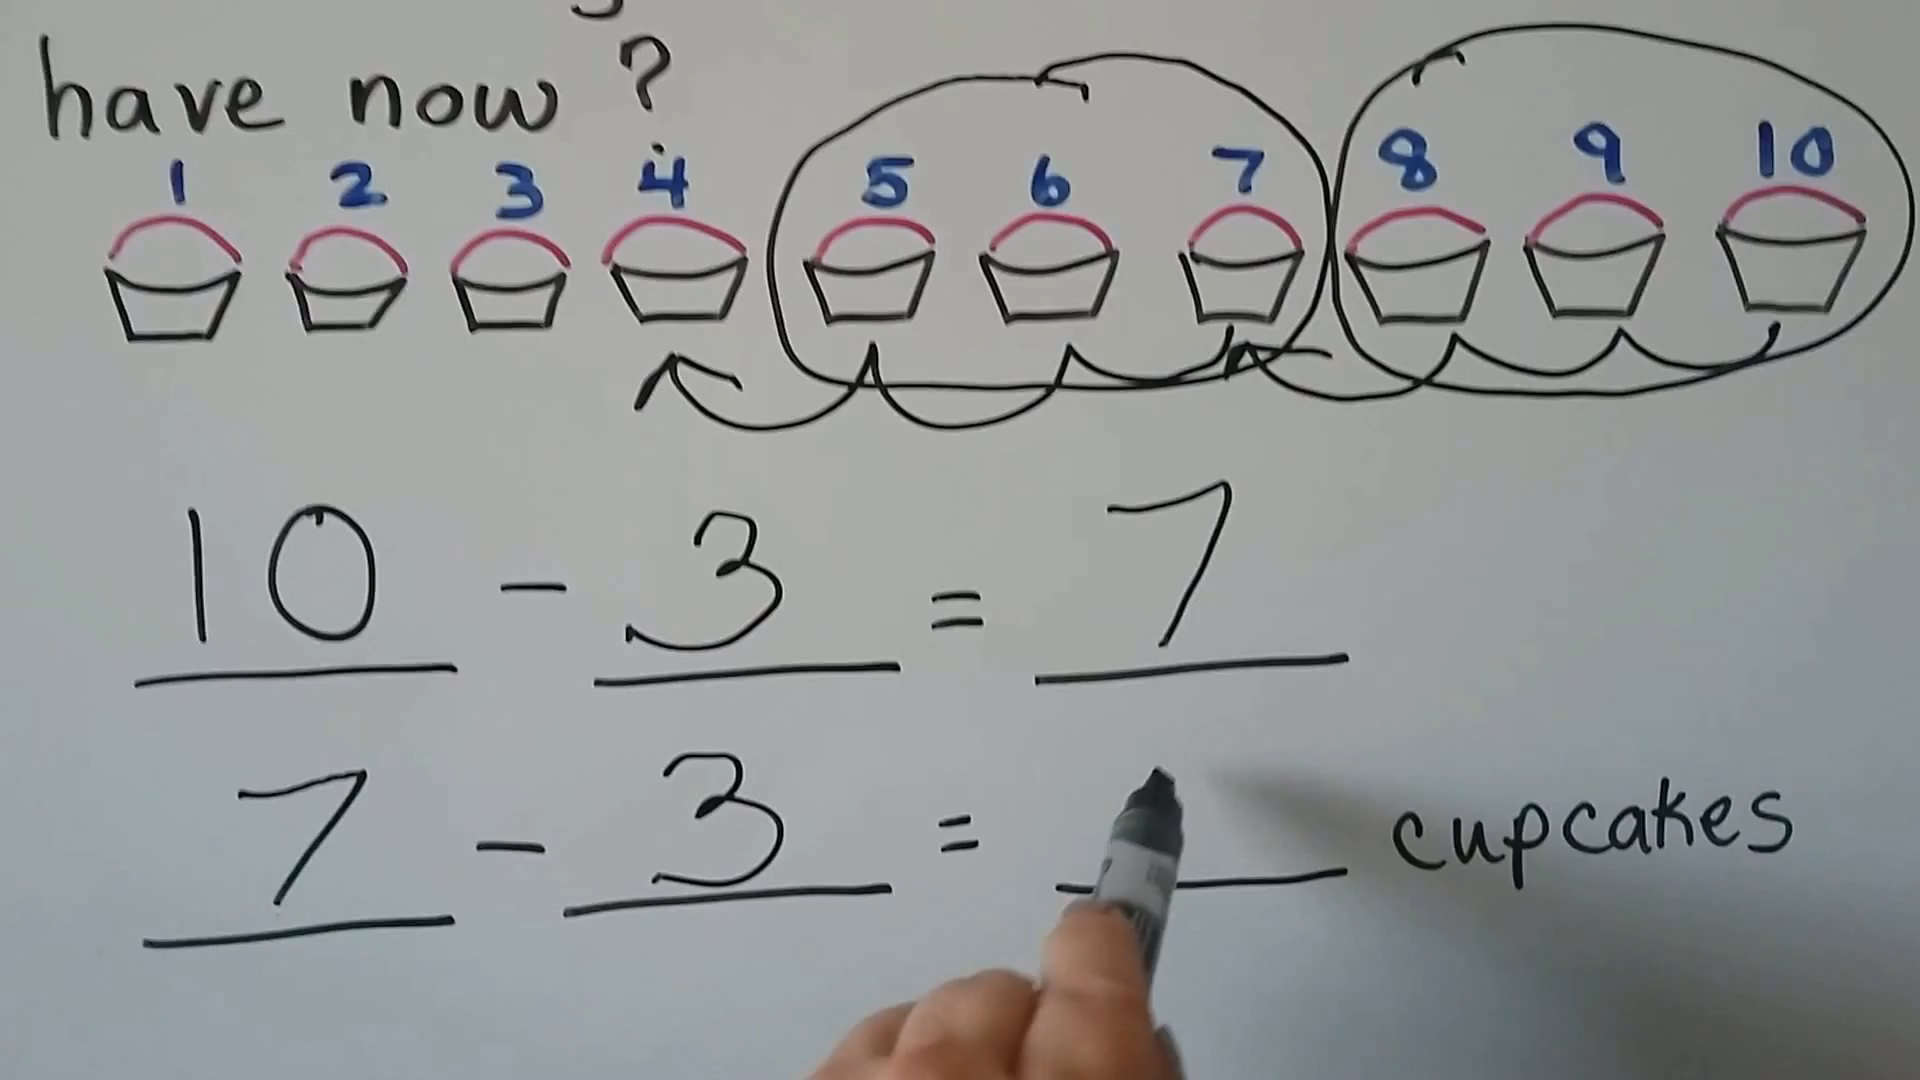 have now ?
1 2 3 4 5 6 7 8 9 10
10 - 3 = 7
7 - 3 = cupcakes